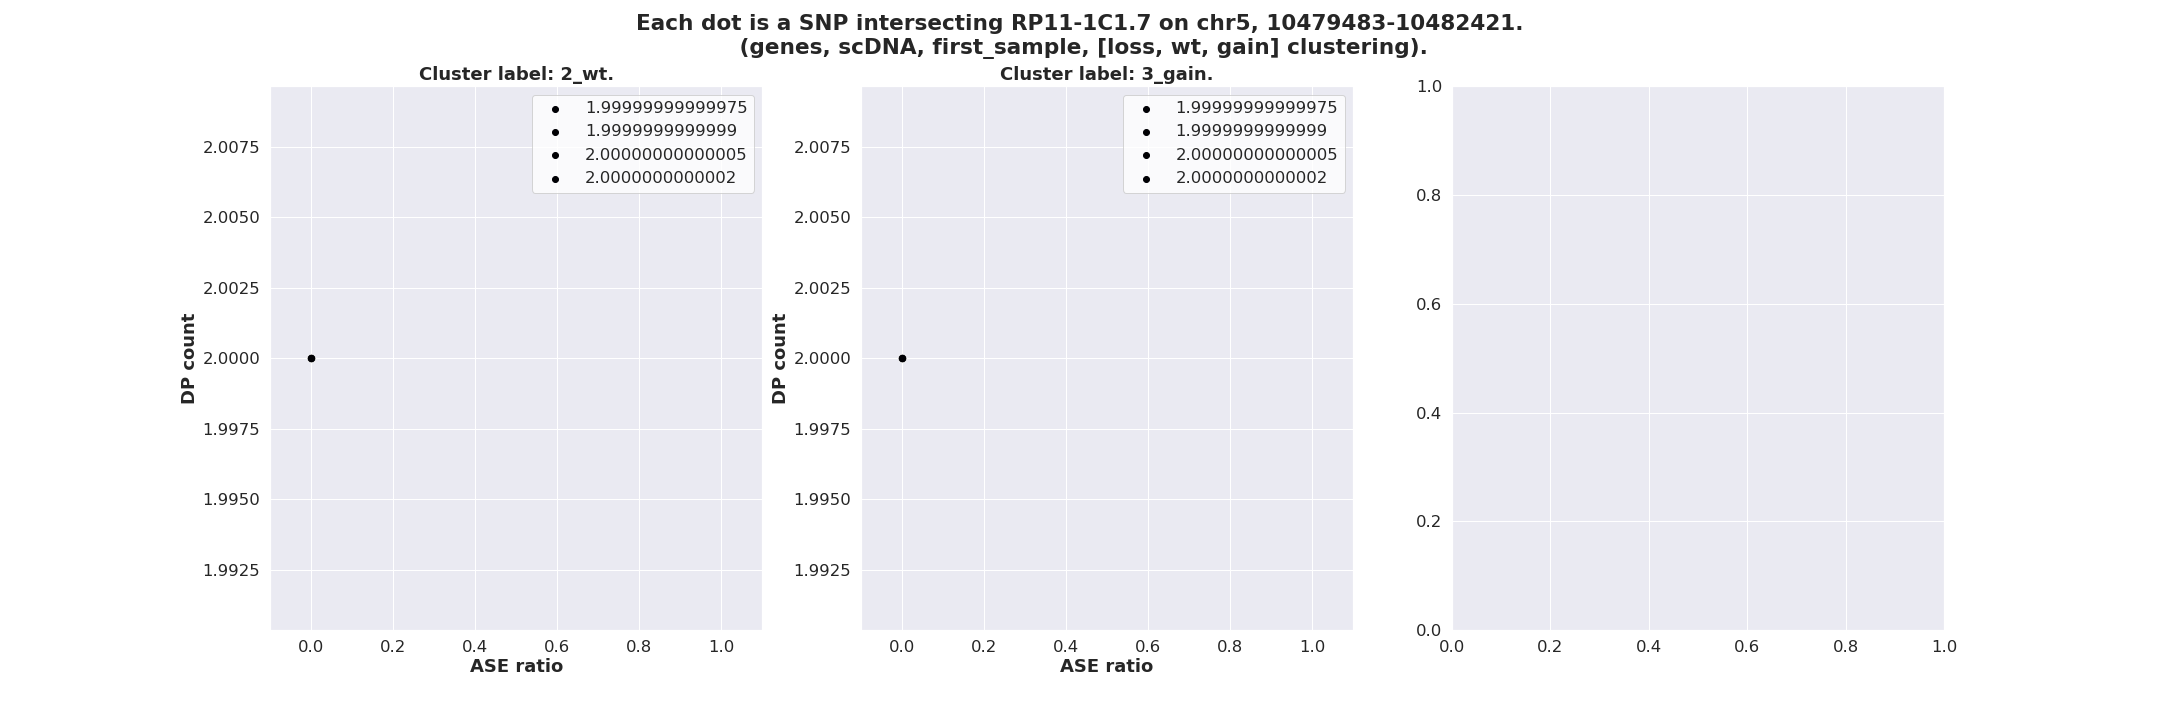 Each dot is a SNP intersecting RP11-1C1.7 on chr5, 10479483-10482421.
(genes, scDNA, first_sample, [loss, wt, gain] clustering).
Cluster label: 2_wt.
1.99999999999975
1.9999999999999
2.00000000000005
2.0000000000002
2.0075
2.0050
2.0025
2.0000
1.9975
1.9950
1.9925
DP count
0.0 0.2 0.4 0.6 0.8 1.0
ASE ratio
Cluster label: 3_gain.
1.99999999999975
1.9999999999999
2.00000000000005
2.0000000000002
2.0075
2.0050
2.0025
2.0000
1.9975
1.9950
1.9925
DP count
0.0 0.2 0.4 0.6 0.8 1.0
ASE ratio
1.0
0.8
0.6
0.4
0.2
0.0
0.0 0.2 0.4 0.6 0.8 1.0